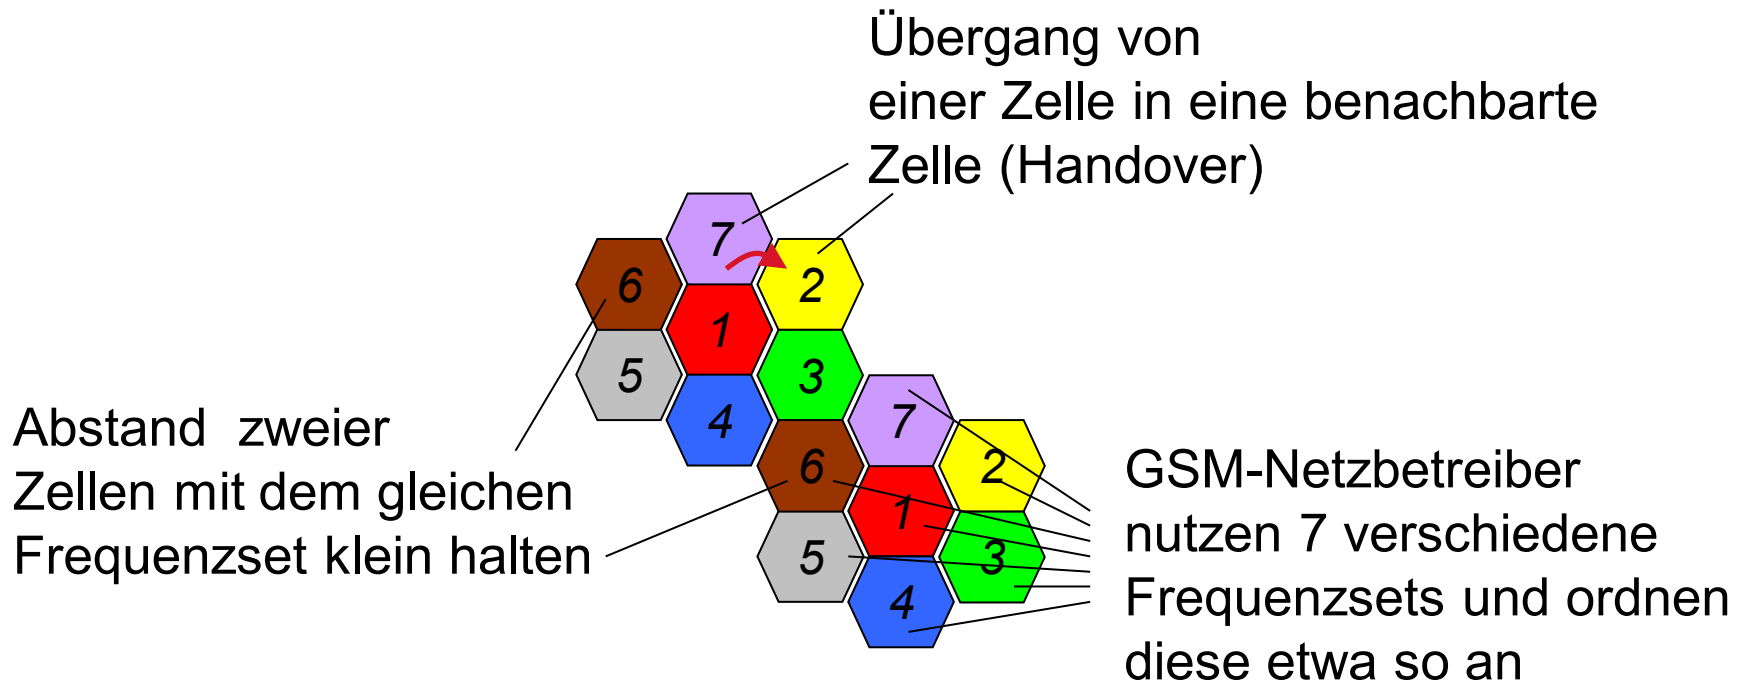 Übergang von
einer Zelle in eine benachbarte
Zelle (Handover)
7
6
2
1
5
3
4
7
6
2
1
5
3
4
Abstand  zweier
Zellen mit dem gleichen
Frequenzset klein halten
GSM-Netzbetreiber
nutzen 7 verschiedene
Frequenzsets und ordnen
diese etwa so an